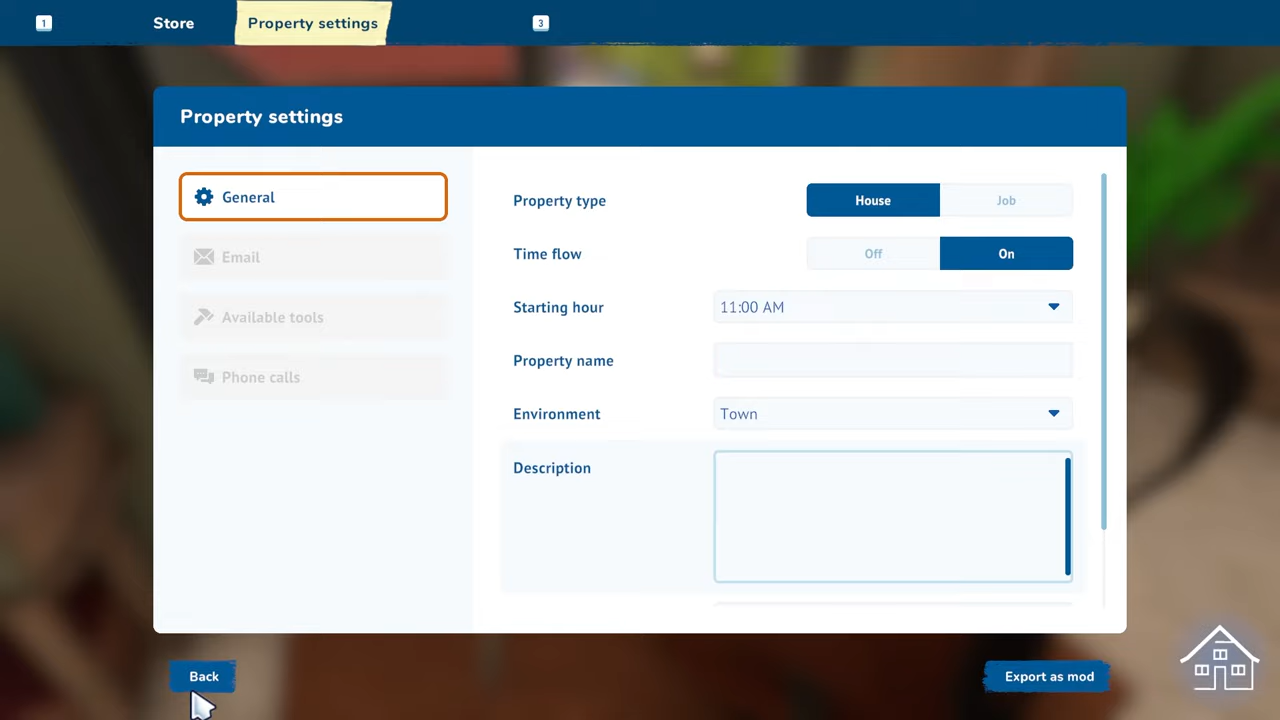 1
Store
Property settings
3
Property settings
General
Email
Available tools
Phone calls
Property type
House
Job
Time flow
Off
On
Starting hour
11:00 AM
Property name
Environment
Town
Description
Back
Export as mod